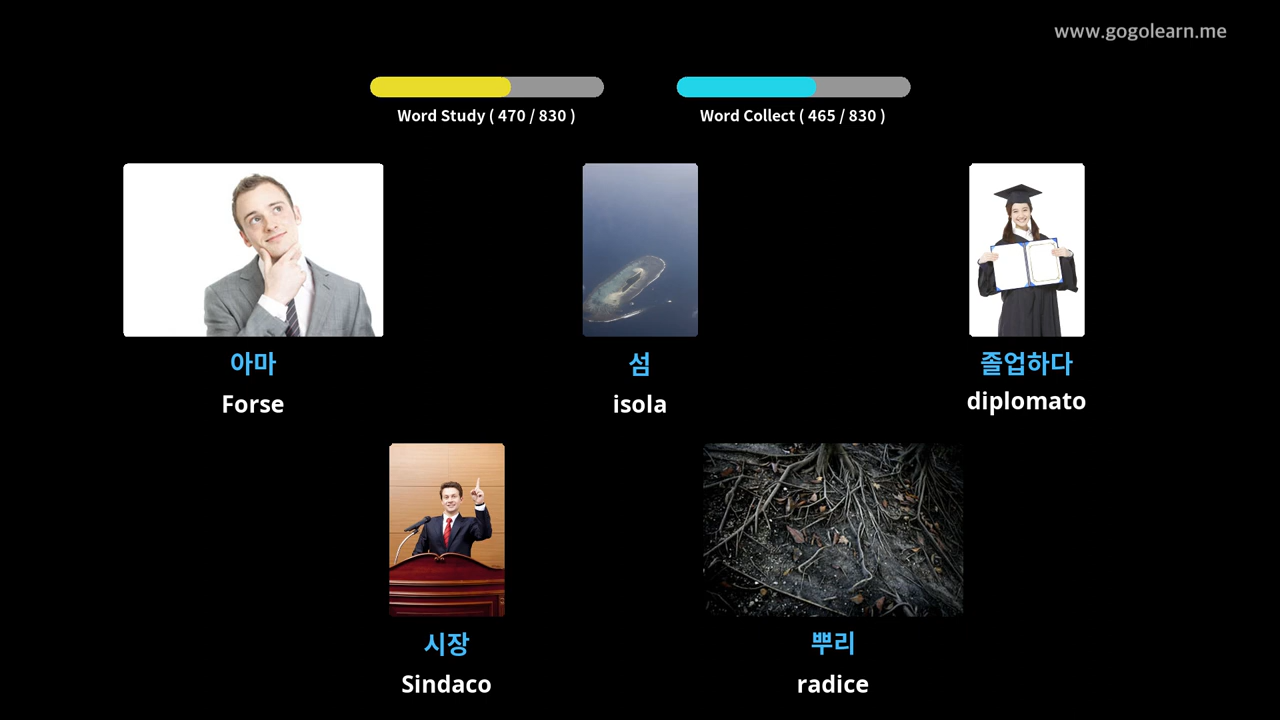 www.gogolearn.me
Word Study ( 470 / 830 )
Word Collect ( 465 / 830 )
아마
Forse
섬
isola
졸업하다
diplomato
시장
Sindaco
뿌리
radice